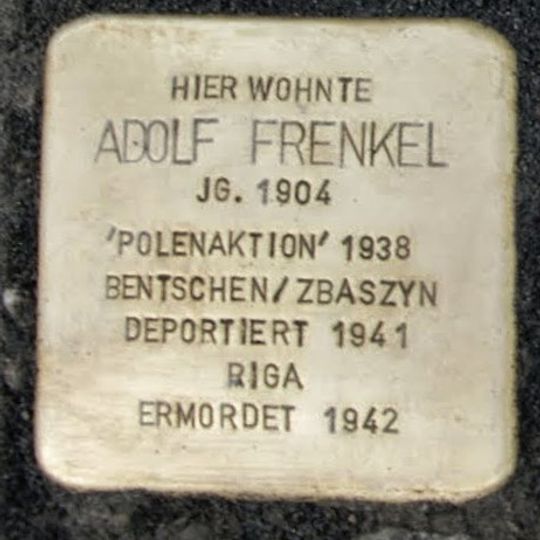 HIER WOHNTE
ADOLF FRENKEL
JG. 1904
'POLENAKTION' 1938
BENTSCHEN/ZBASZYN
DEPORTIERT 1941
RIGA
ERMORDET 1942